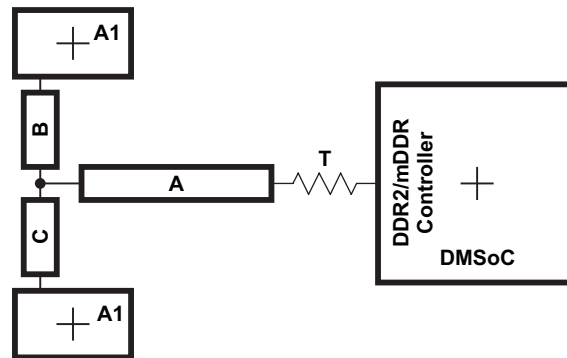 A1
B
T
A
C
DDR2/mDDR
Controller
DMSoC
A1